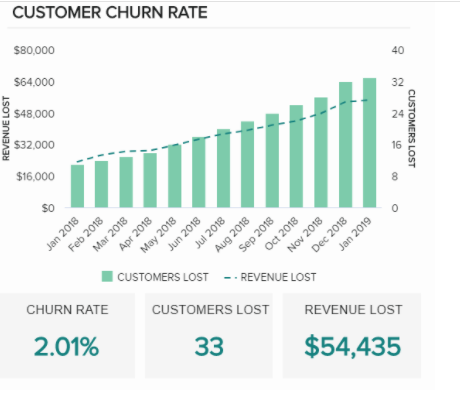 CUSTOMER CHURN RATE
$80,000
$64,000
$48,000
$32,000
$16,000
$0
REVENUE LOST
40
32
24
16
8
0
CUSTOMERS LOST
Jan 2018
Feb 2018
Mar 2018
Apr 2018
May 2018
Jun 2018
Jul 2018
Aug 2018
Sep 2018
Oct 2018
Nov 2018
Dec 2018
Jan 2019
CUSTOMERS LOST
REVENUE LOST
CHURN RATE
2.01%
CUSTOMERS LOST
33
REVENUE LOST
$54,435